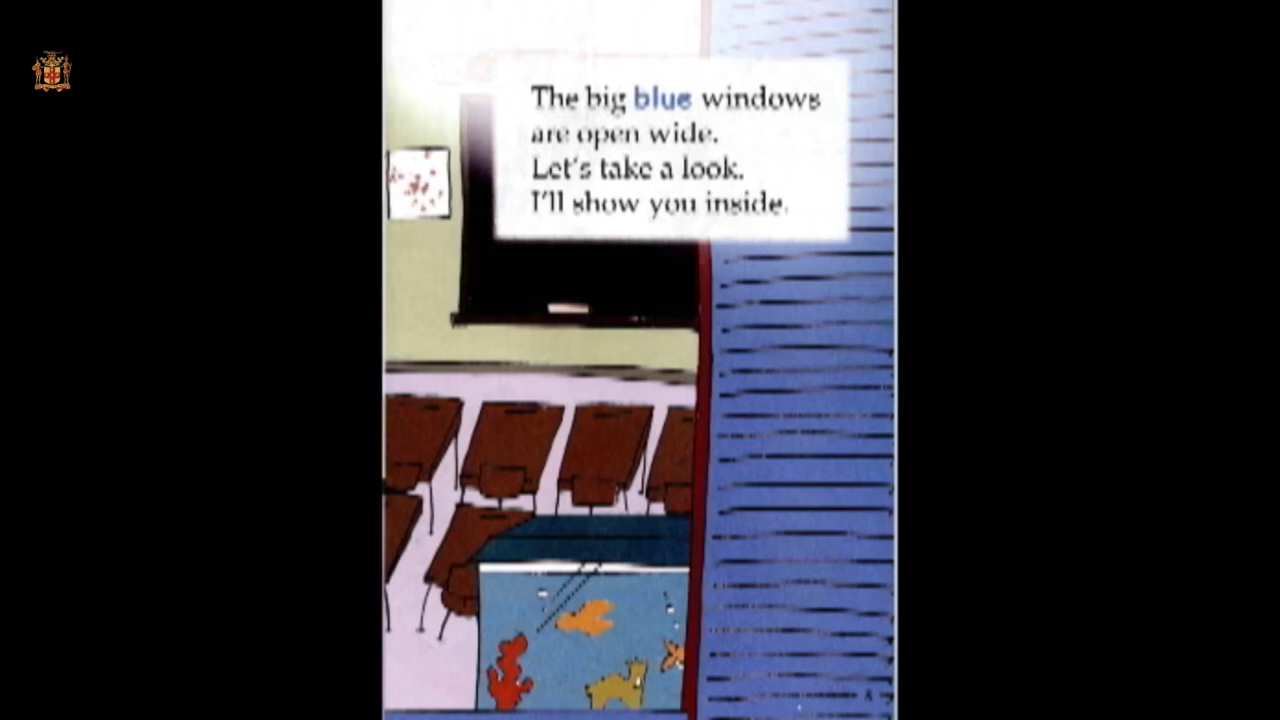 The big blue windows
are open wide.
Let's take a look.
I'll show you inside.